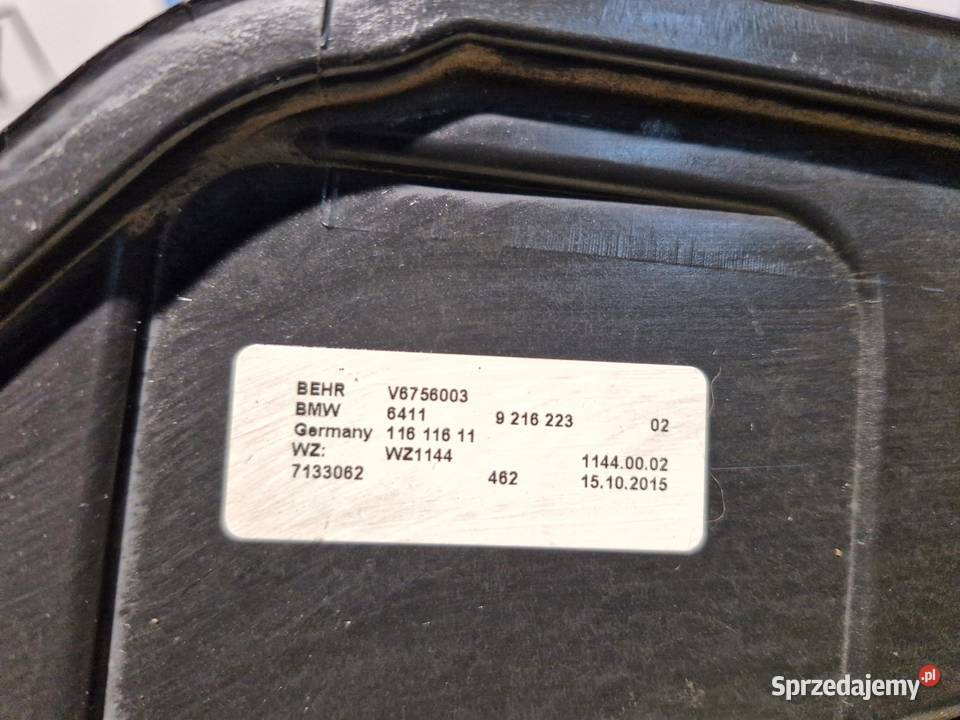 BEHR V6756003
BMW 6411 9 216 223 02
Germany 116 116 11
WZ: WZ1144 1144.00.02
7133062 462 15.10.2015
Sprzedajemy.pl